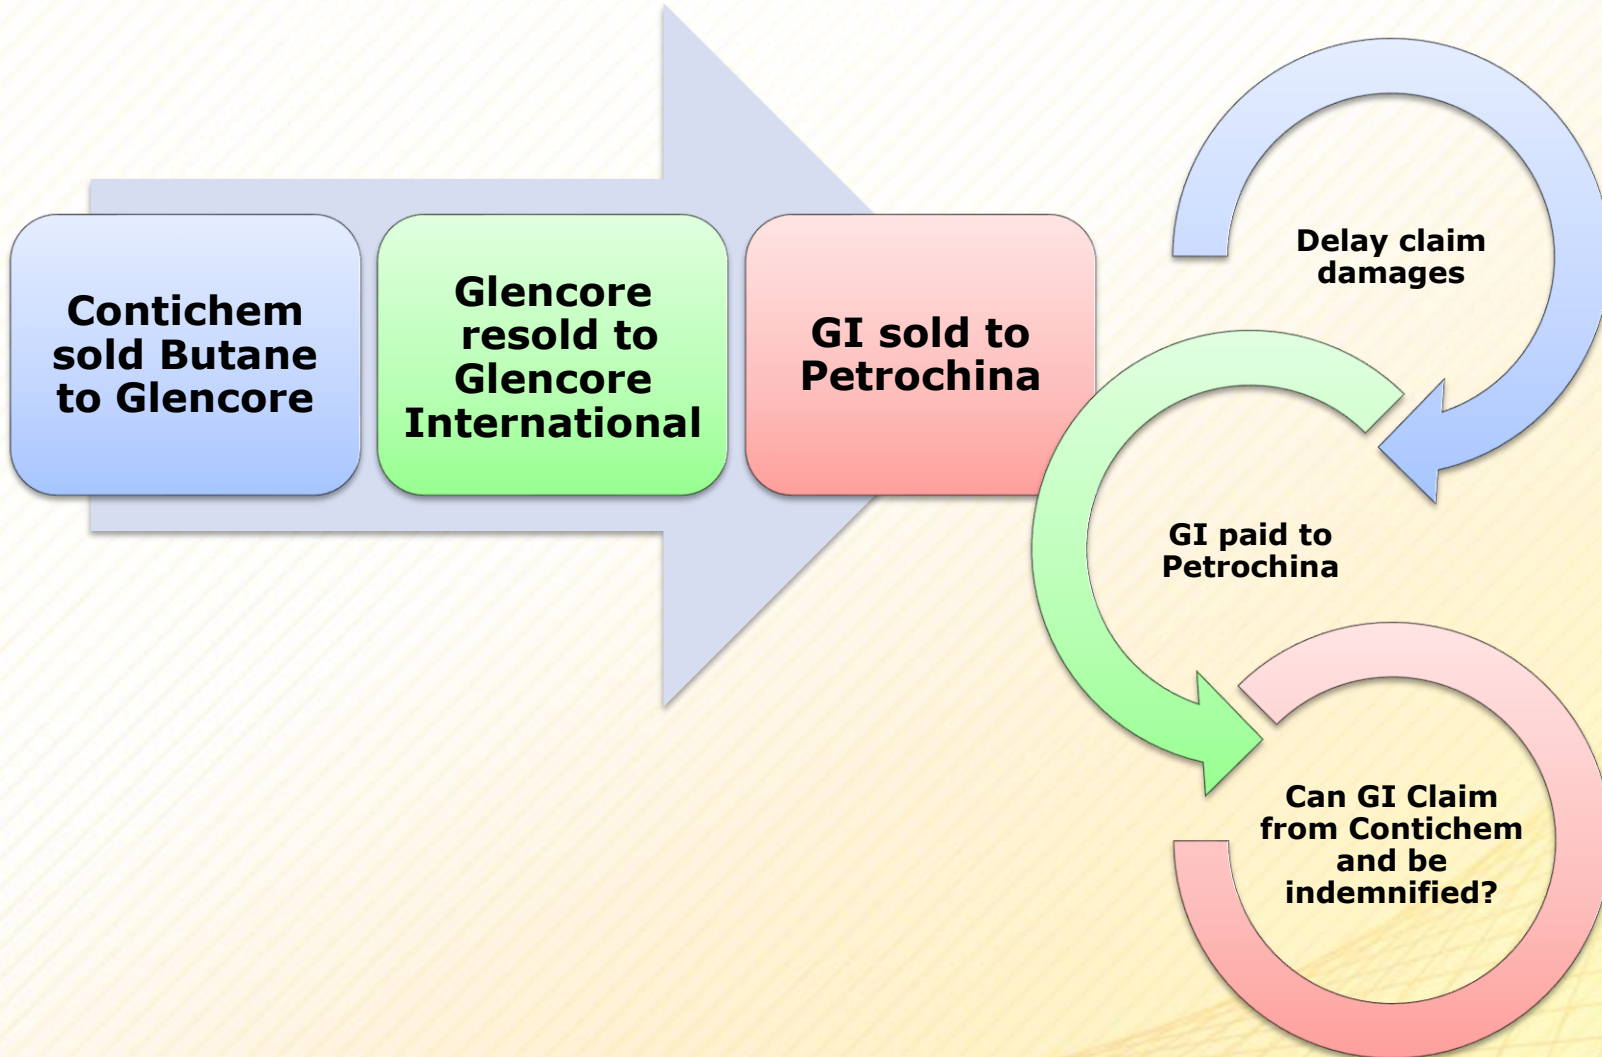 Contichem
sold Butane
to Glencore
Glencore
resold to
Glencore
International
GI sold to
Petrochina
Delay claim
damages
GI paid to
Petrochina
Can GI Claim
from Contichem
and be
indemnified?